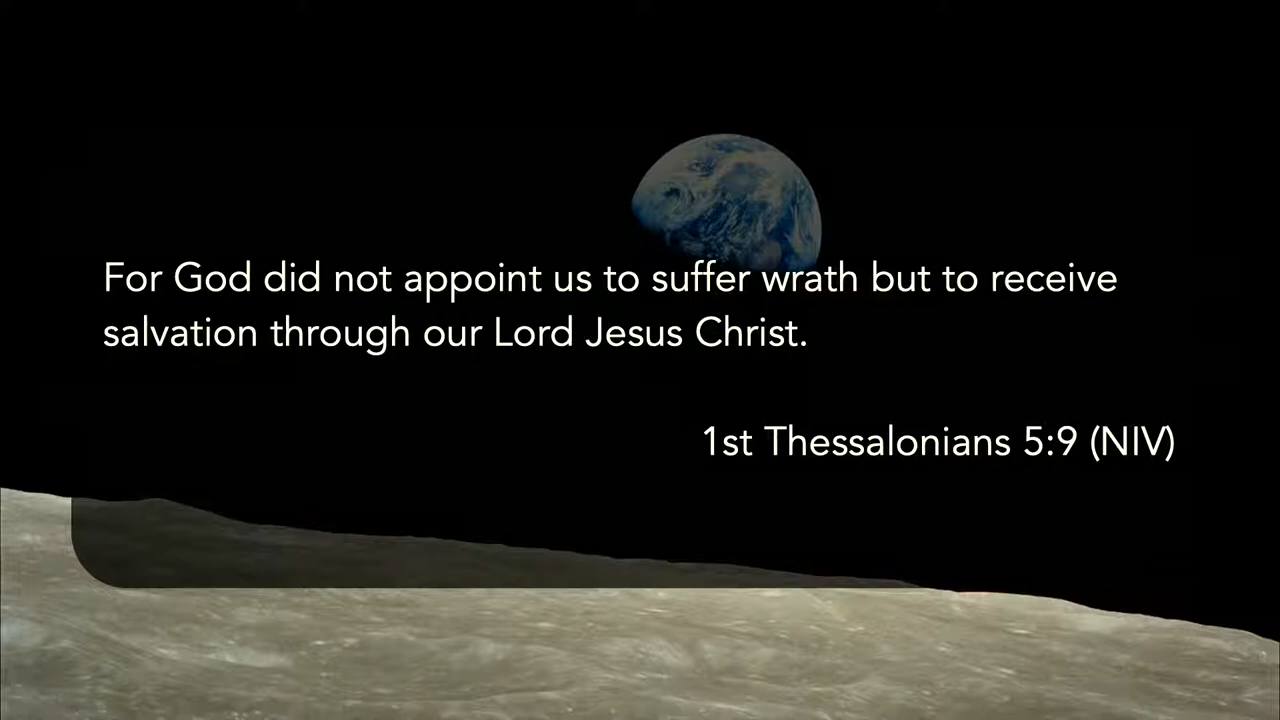 For God did not appoint us to suffer wrath but to receive
salvation through our Lord Jesus Christ.
1st Thessalonians 5:9 (NIV)